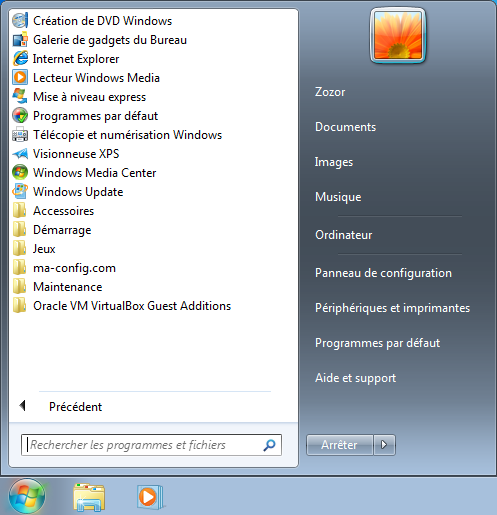 Création de DVD Windows
Galerie de gadgets du Bureau
Internet Explorer
Lecteur Windows Media
Mise à niveau express
Programmes par défaut
Télécopie et numérisation Windows
Visionneuse XPS
Windows Media Center
Windows Update
Accessoires
Démarrage
Jeux
ma-config.com
Maintenance
Oracle VM VirtualBox Guest Additions
Précédent
Rechercher les programmes et fichiers
Zozor
Documents
Images
Musique
Ordinateur
Panneau de configuration
Périphériques et imprimantes
Programmes par défaut
Aide et support
Arrêter